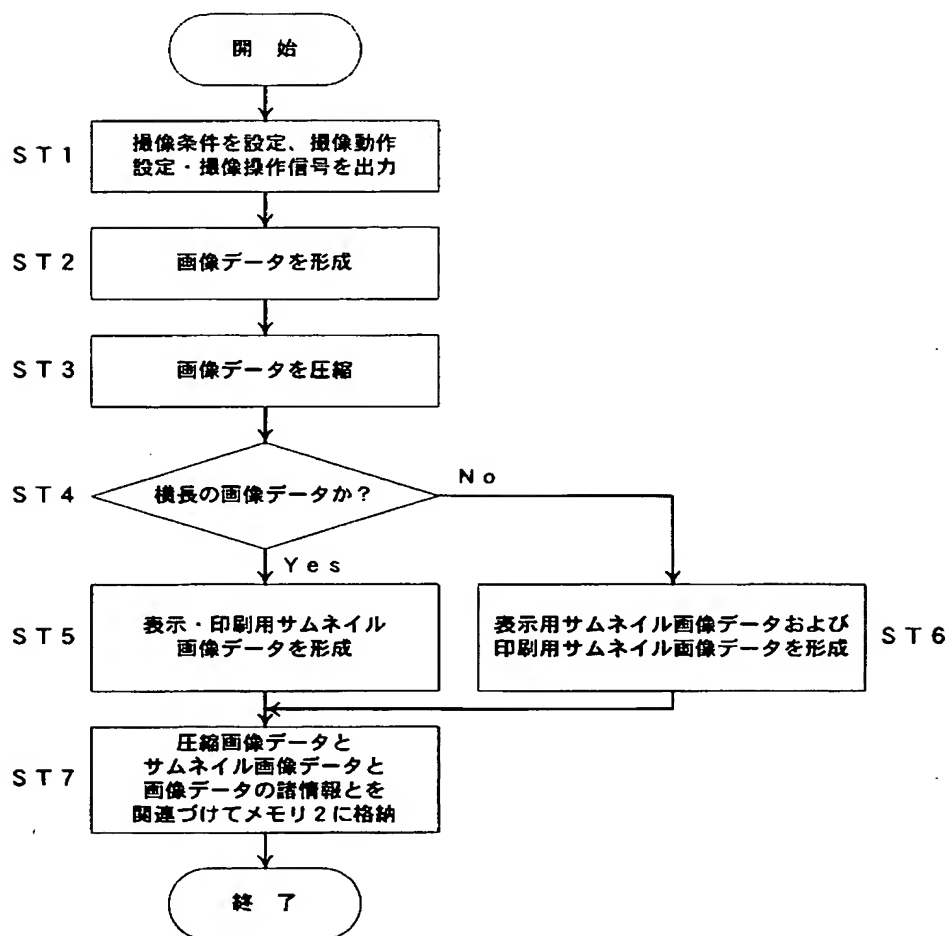 開 始
ST1
撮像条件を設定、撮像動作
設定・撮像操作信号を出力
ST2
画像データを形成
ST3
画像データを圧縮
ST4
横長の画像データか?
No
Yes
ST5
表示・印刷用サムネイル
画像データを形成
表示用サムネイル画像データおよび
印刷用サムネイル画像データを形成
ST6
ST7
圧縮画像データと
サムネイル画像データと
画像データの諸情報とを
関連づけてメモリ2に格納
終 了